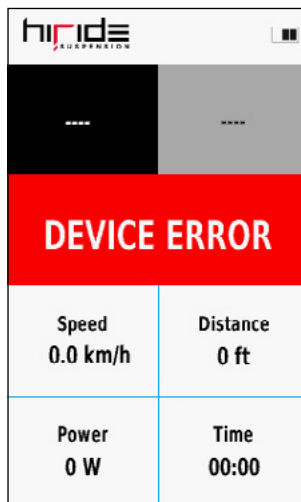 hiride
SUSPENSION
---- ----
DEVICE ERROR
Speed Distance
0.0 km/h 0 ft
Power Time
0 W 00:00